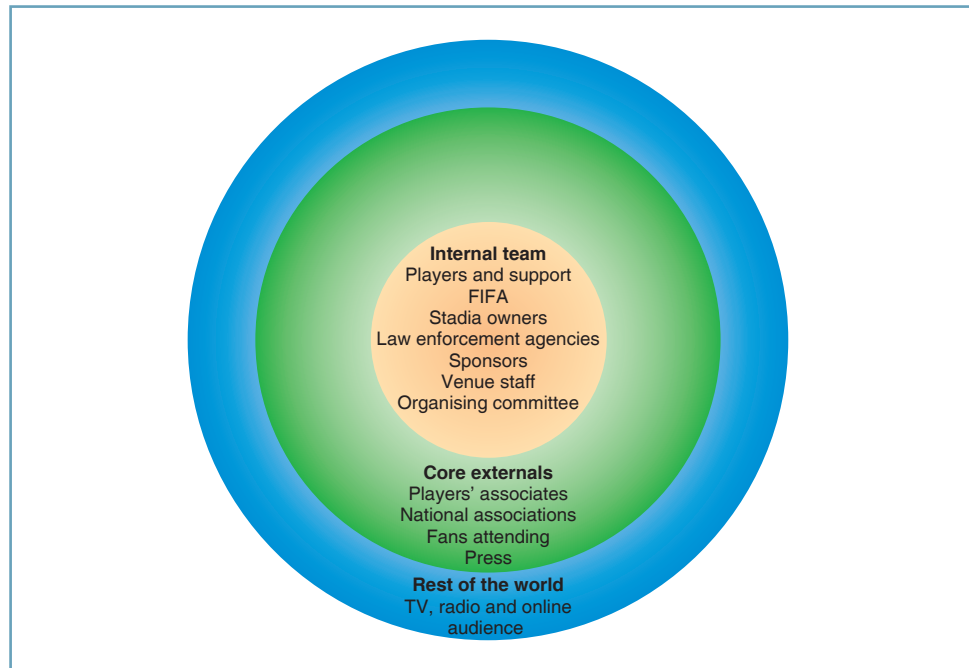 Internal team
Players and support
FIFA
Stadia owners
Law enforcement agencies
Sponsors
Venue staff
Organising committee
Core externals
Players’ associates
National associations
Fans attending
Press
Rest of the world
TV, radio and online
audience